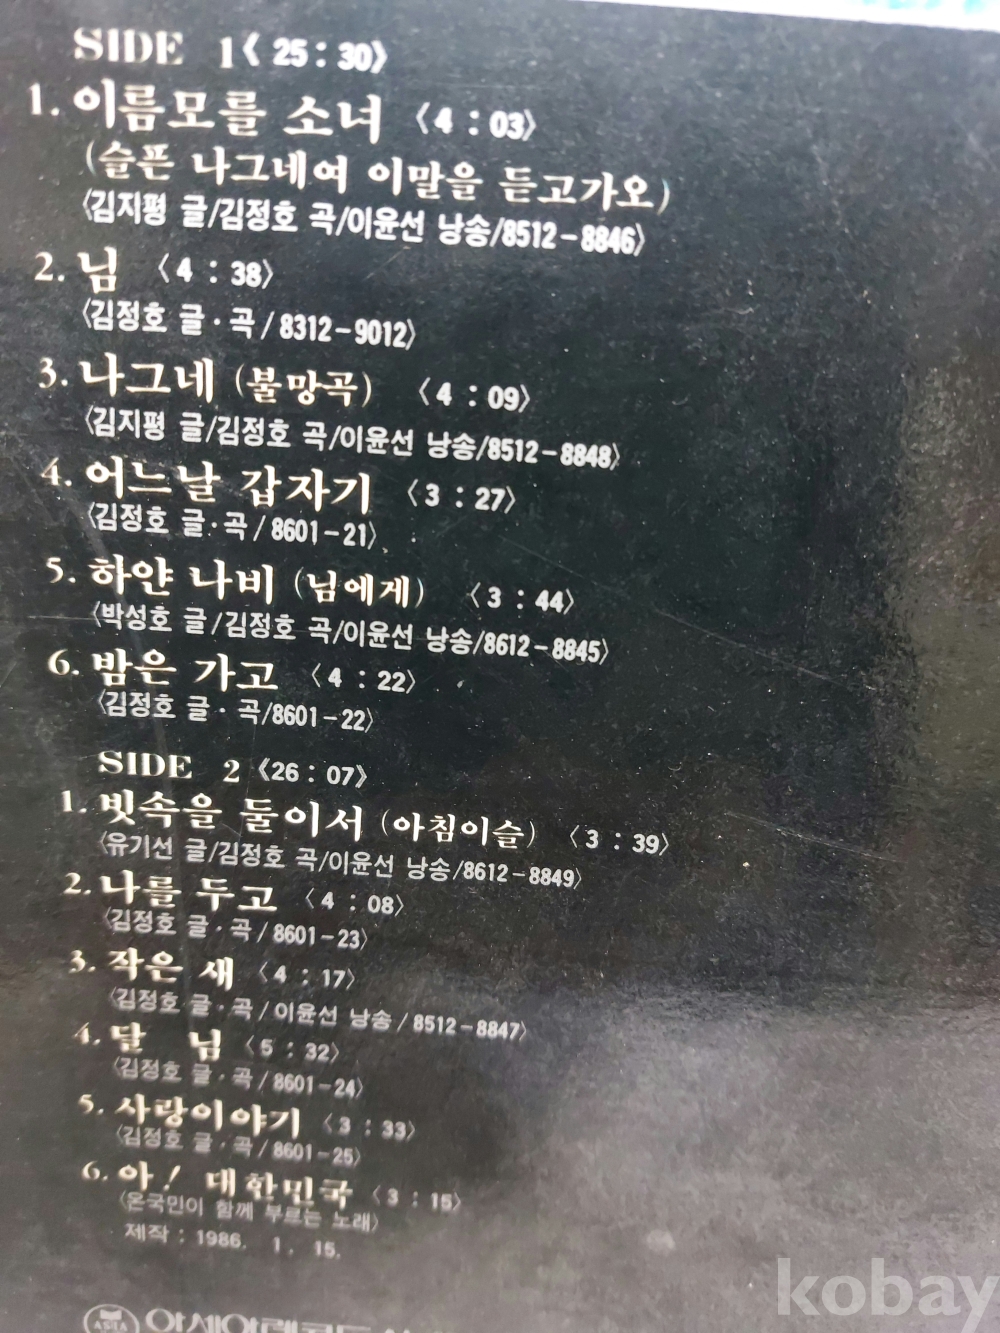 SIDE 1《25:30》
1. 이름모를 소녀 〈4:03〉
(슬픈 나그네여 이말을 듣고가오)
〈김지평 글/김정호 곡/이윤선 낭송/8512-8846〉
2. 님 〈4:38〉
〈김정호 글·곡/8312-9012〉
3. 나그네 (불망곡) 〈4:09〉
〈김지평 글/김정호 곡/이윤선 낭송/8512-8848〉
4. 어느날 갑자기 〈3:27〉
〈김정호 글·곡/8601-21〉
5. 하얀 나비 (님에게) 〈3:44〉
〈박성호 글/김정호 곡/이윤선 낭송/8612-8845〉
6. 밤은 가고 〈4:22〉
〈김정호 글·곡/8601-22〉
SIDE 2《26:07》
1. 빗속을 둘이서 (아침이슬) 〈3:39〉
〈유기선 글/김정호 곡/이윤선 낭송/8612-8849〉
2. 나를 두고 〈4:08〉
〈김정호 글·곡/8601-23〉
3. 작은 새 〈4:17〉
〈김정호 글·곡/이윤선 낭송/8512-8847〉
4. 달 님 〈5:32〉
〈김정호 글·곡/8601-24〉
5. 사랑이야기 〈3:33〉
〈김정호 글·곡/8601-25〉
6. 아! 대한민국 〈3:15〉
〈온국민이 함께 부르는 노래〉
제작 : 1986. 1. 15.
ASIA
kobay